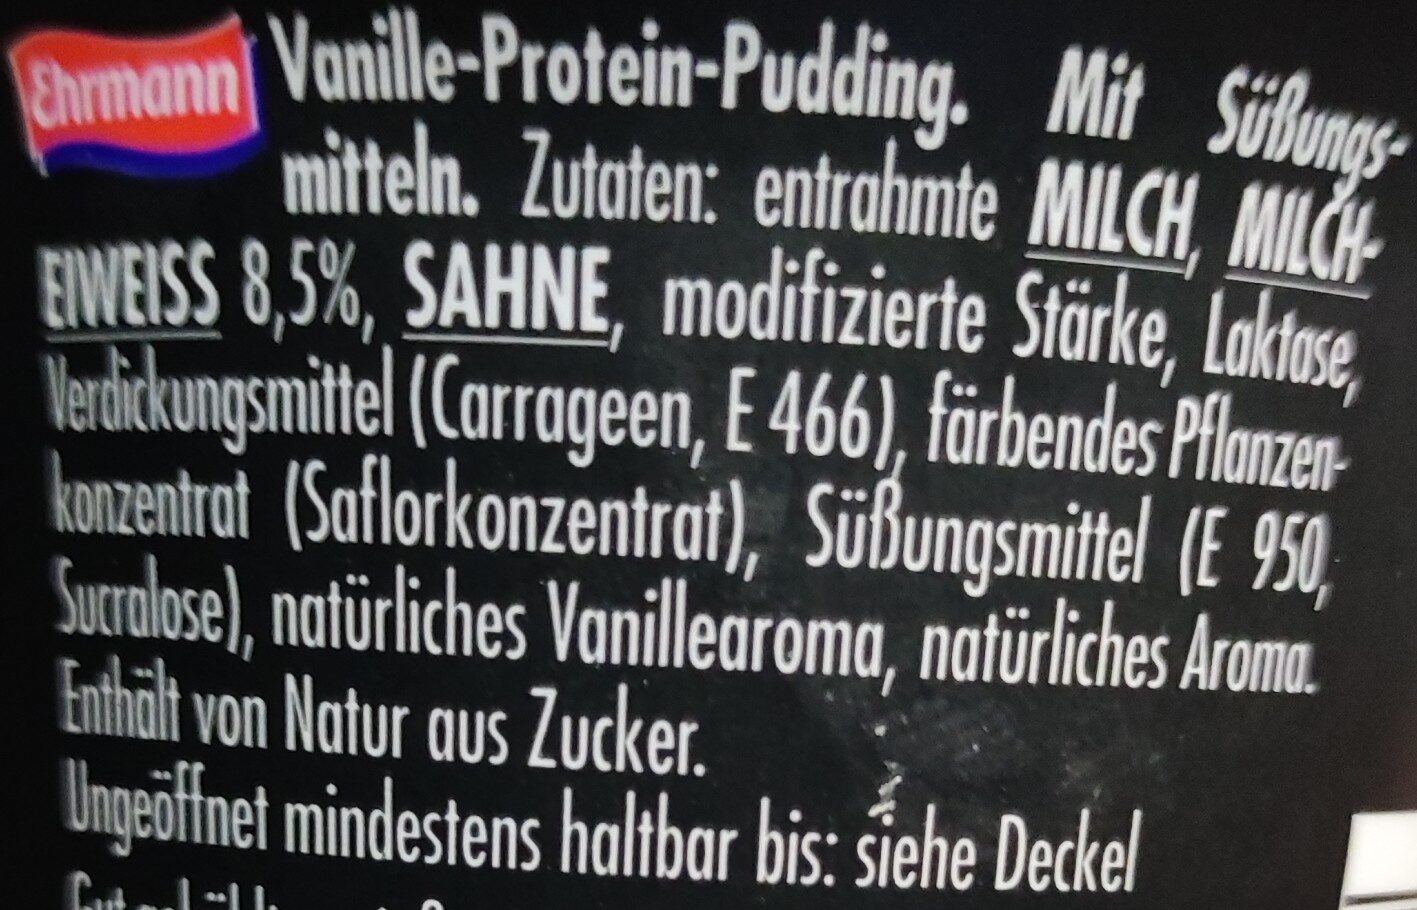 Ehrmann
Vanille-Protein-Pudding. Mit Süßungs-
mitteln. Zutaten: entrahmte MILCH, MILCH-
EIWEISS 8,5%, SAHNE, modifizierte Stärke, Laktase,
Verdickungsmittel (Carrageen, E 466), färbendes Pflanzen-
konzentrat (Saflorkonzentrat), Süßungsmittel (E 950,
Sucralose), natürliches Vanillearoma, natürliches Aroma.
Enthält von Natur aus Zucker.
Ungeöffnet mindestens haltbar bis: siehe Deckel